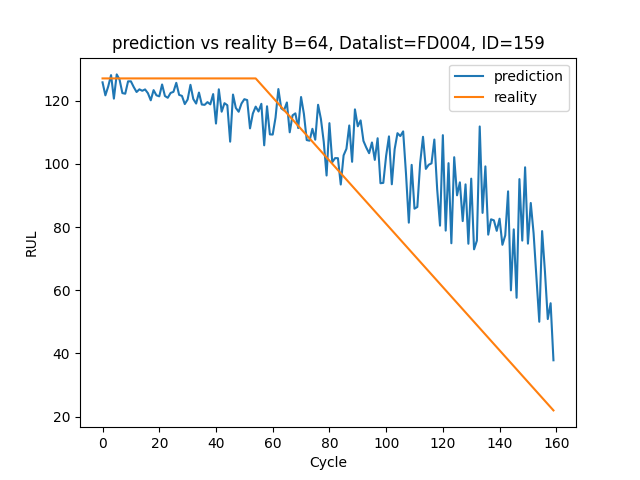 prediction vs reality B=64, Datalist=FD004, ID=159
prediction
reality
RUL
120
100
80
60
40
20
0 20 40 60 80 100 120 140 160
Cycle